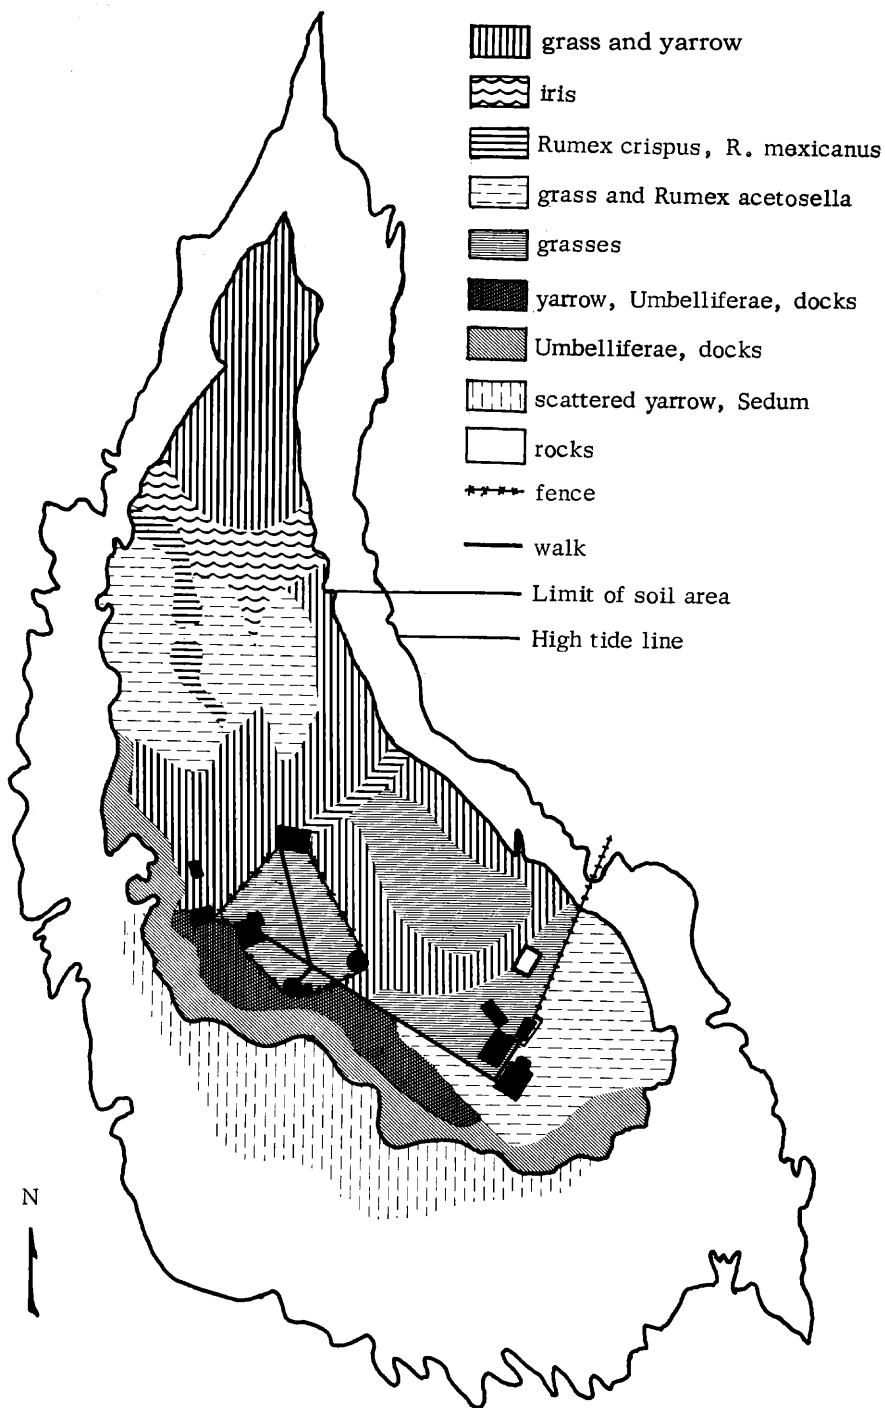 grass and yarrow
iris
Rumex crispus, R. mexicanus
grass and Rumex acetosella
grasses
yarrow, Umbelliferae, docks
Umbelliferae, docks
scattered yarrow, Sedum
rocks
fence
walk
Limit of soil area
High tide line
N